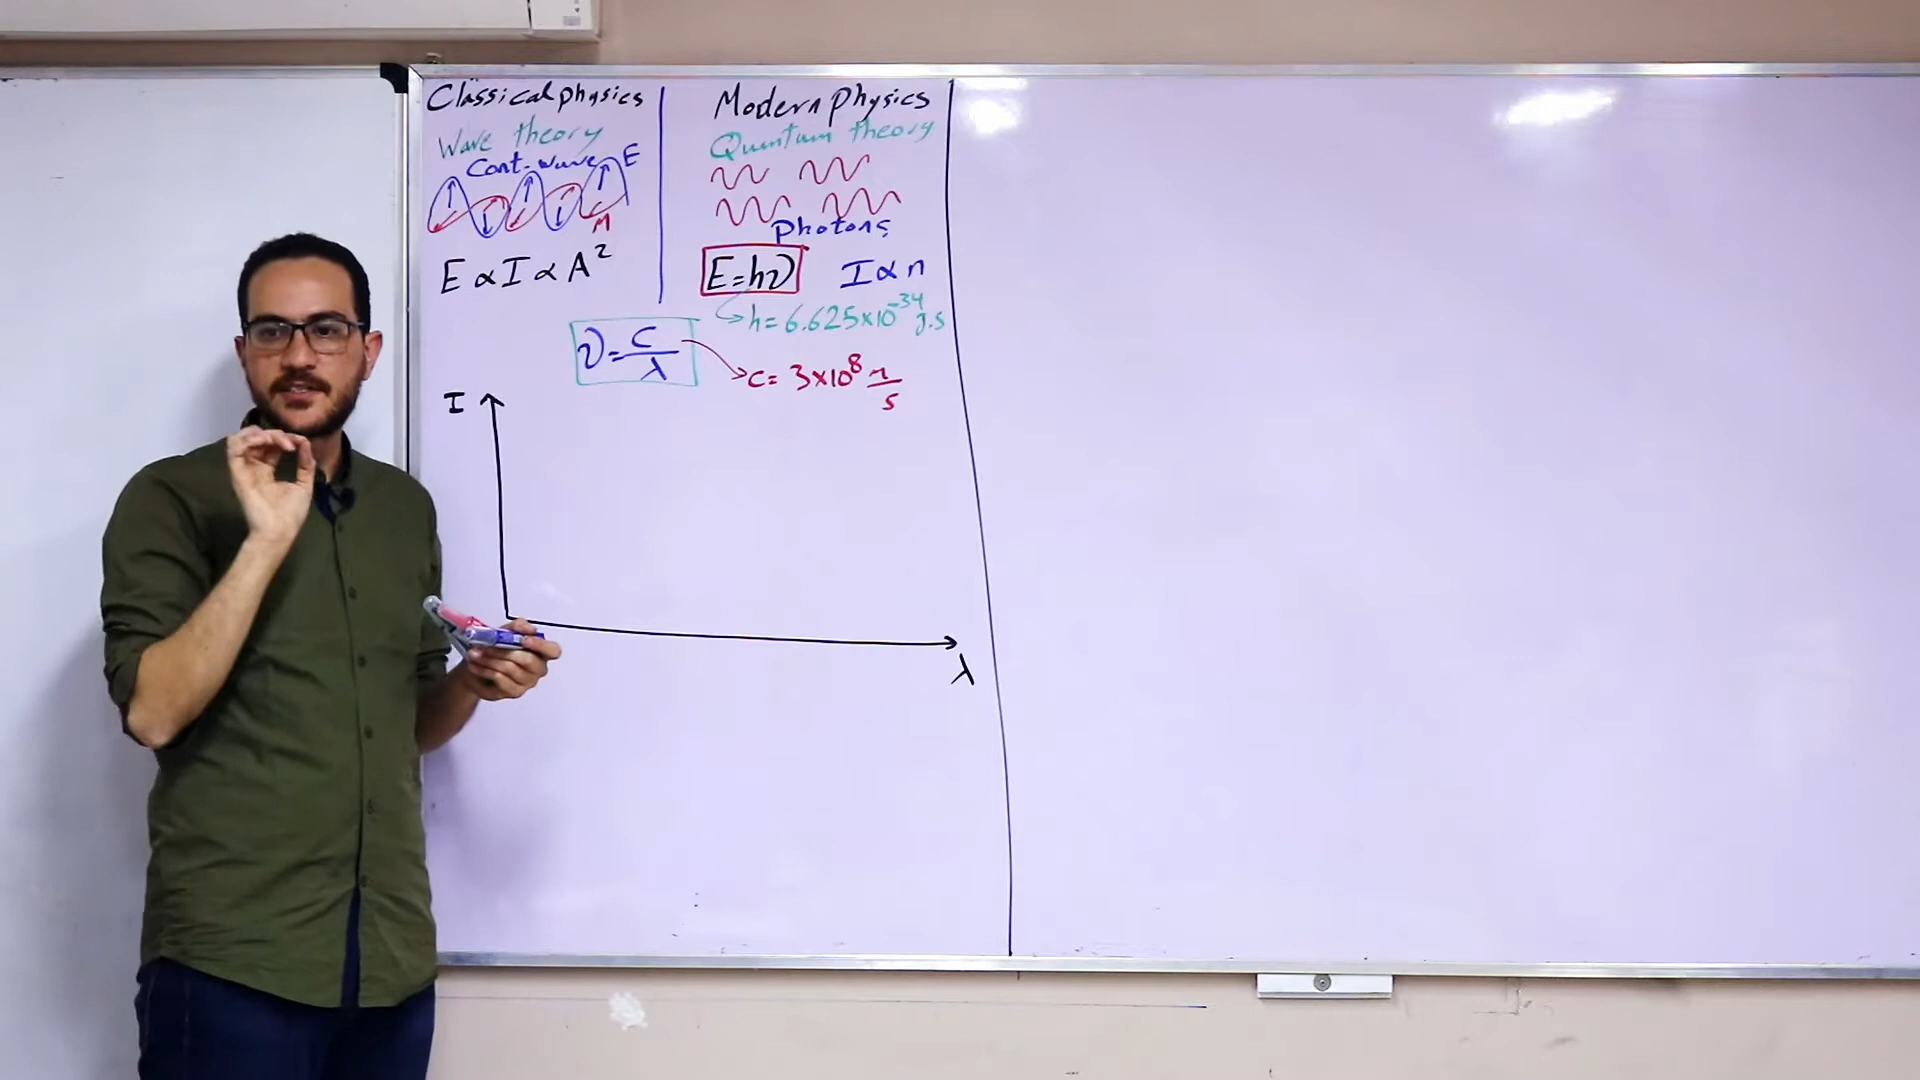 Classical physics
Wave theory
Cont. wave E
M
E ∝ I ∝ A²
Modern physics
Quantum theory
Photons
E=hν I ∝ n
h = 6.625×10⁻³⁴ J.s
ν = C/λ
C = 3×10⁸ m/s
I
λ